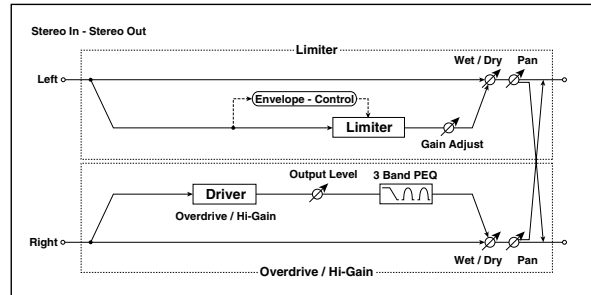 Stereo In - Stereo Out
Limiter
Wet / Dry
Pan
Left
Envelope - Control
Limiter
Gain Adjust
Output Level
3 Band PEQ
Driver
Overdrive / Hi-Gain
Right
Wet / Dry
Pan
Overdrive / Hi-Gain